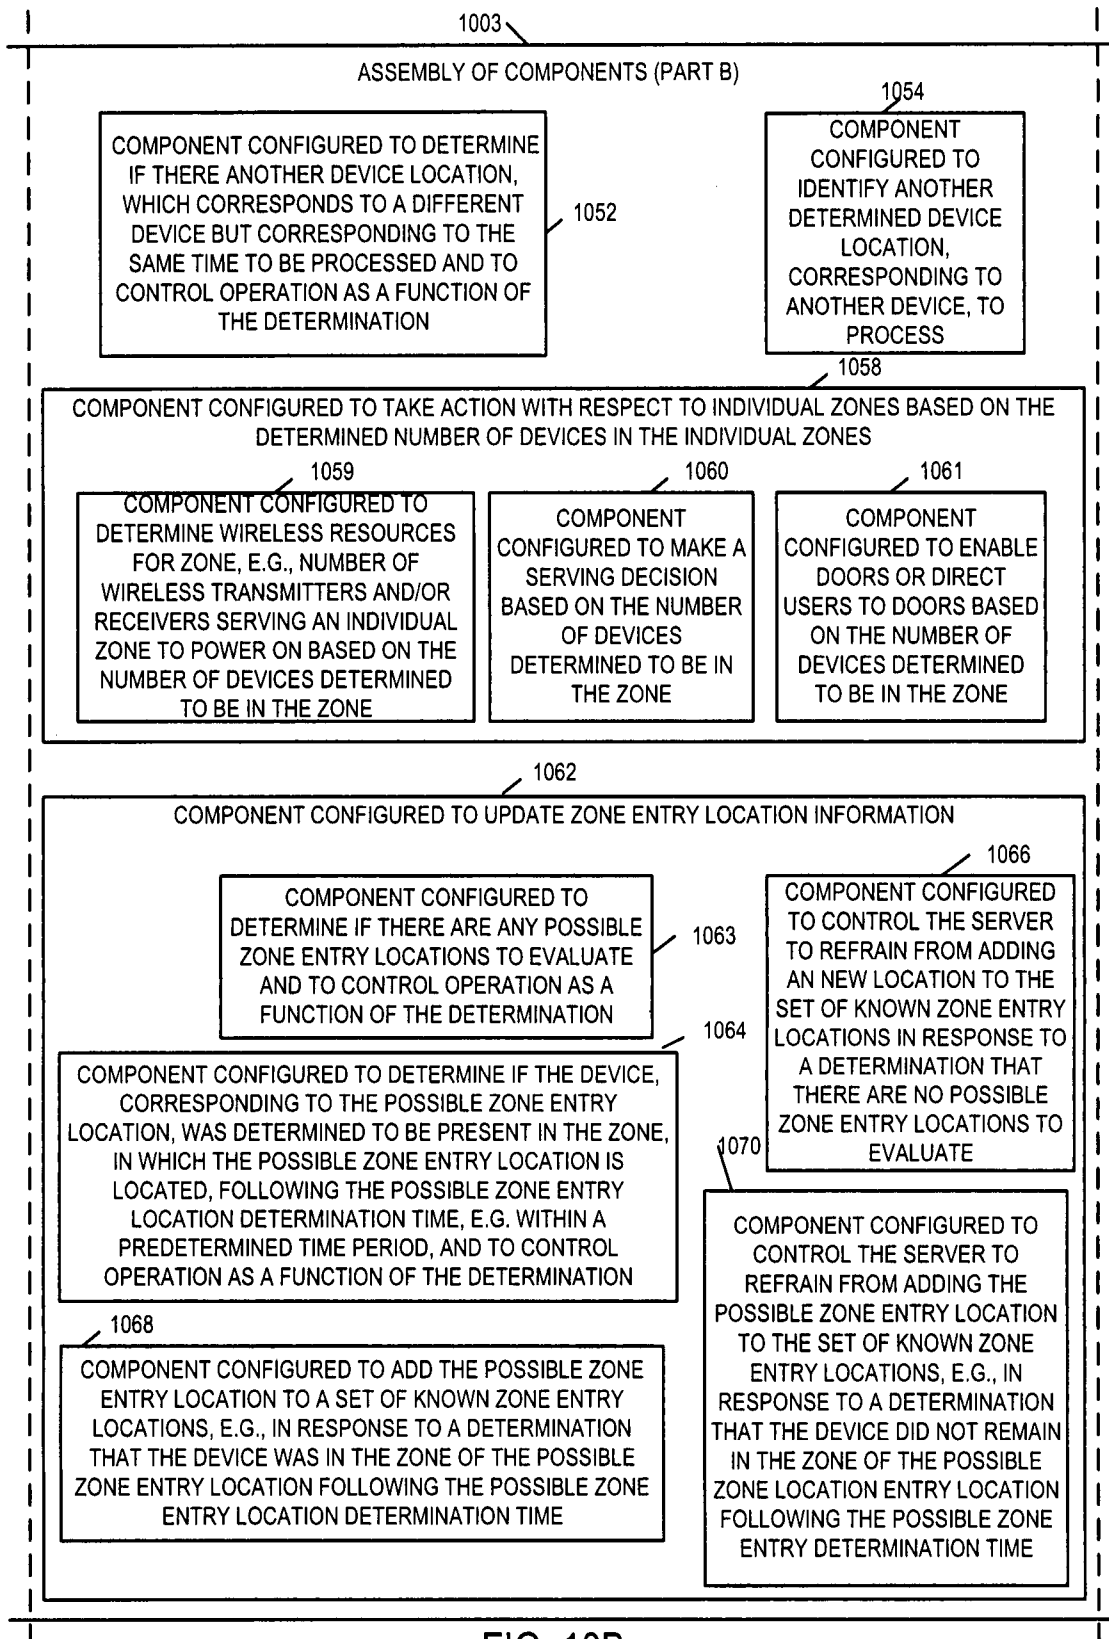 1003
ASSEMBLY OF COMPONENTS (PART B)
COMPONENT CONFIGURED TO DETERMINE
IF THERE ANOTHER DEVICE LOCATION,
WHICH CORRESPONDS TO A DIFFERENT
DEVICE BUT CORRESPONDING TO THE
SAME TIME TO BE PROCESSED AND TO
CONTROL OPERATION AS A FUNCTION OF
THE DETERMINATION
1052
1054
COMPONENT
CONFIGURED TO
IDENTIFY ANOTHER
DETERMINED DEVICE
LOCATION,
CORRESPONDING TO
ANOTHER DEVICE, TO
PROCESS
1058
COMPONENT CONFIGURED TO TAKE ACTION WITH RESPECT TO INDIVIDUAL ZONES BASED ON THE
DETERMINED NUMBER OF DEVICES IN THE INDIVIDUAL ZONES
1059
COMPONENT CONFIGURED TO
DETERMINE WIRELESS RESOURCES
FOR ZONE, E.G., NUMBER OF
WIRELESS TRANSMITTERS AND/OR
RECEIVERS SERVING AN INDIVIDUAL
ZONE TO POWER ON BASED ON THE
NUMBER OF DEVICES DETERMINED
TO BE IN THE ZONE
1060
COMPONENT
CONFIGURED TO MAKE A
SERVING DECISION
BASED ON THE NUMBER
OF DEVICES
DETERMINED TO BE IN
THE ZONE
1061
COMPONENT
CONFIGURED TO ENABLE
DOORS OR DIRECT
USERS TO DOORS BASED
ON THE NUMBER OF
DEVICES DETERMINED
TO BE IN THE ZONE
1062
COMPONENT CONFIGURED TO UPDATE ZONE ENTRY LOCATION INFORMATION
COMPONENT CONFIGURED TO
DETERMINE IF THERE ARE ANY POSSIBLE
ZONE ENTRY LOCATIONS TO EVALUATE
AND TO CONTROL OPERATION AS A
FUNCTION OF THE DETERMINATION
1063
1066
COMPONENT CONFIGURED
TO CONTROL THE SERVER
TO REFRAIN FROM ADDING
AN NEW LOCATION TO THE
SET OF KNOWN ZONE ENTRY
LOCATIONS IN RESPONSE TO
A DETERMINATION THAT
THERE ARE NO POSSIBLE
ZONE ENTRY LOCATIONS TO
EVALUATE
1064
COMPONENT CONFIGURED TO DETERMINE IF THE DEVICE,
CORRESPONDING TO THE POSSIBLE ZONE ENTRY
LOCATION, WAS DETERMINED TO BE PRESENT IN THE ZONE,
IN WHICH THE POSSIBLE ZONE ENTRY LOCATION IS
LOCATED, FOLLOWING THE POSSIBLE ZONE ENTRY
LOCATION DETERMINATION TIME, E.G. WITHIN A
PREDETERMINED TIME PERIOD, AND TO CONTROL
OPERATION AS A FUNCTION OF THE DETERMINATION
1070
COMPONENT CONFIGURED TO
CONTROL THE SERVER TO
REFRAIN FROM ADDING THE
POSSIBLE ZONE ENTRY LOCATION
TO THE SET OF KNOWN ZONE
ENTRY LOCATIONS, E.G., IN
RESPONSE TO A DETERMINATION
THAT THE DEVICE DID NOT REMAIN
IN THE ZONE OF THE POSSIBLE
ZONE LOCATION ENTRY LOCATION
FOLLOWING THE POSSIBLE ZONE
ENTRY DETERMINATION TIME
1068
COMPONENT CONFIGURED TO ADD THE POSSIBLE ZONE
ENTRY LOCATION TO A SET OF KNOWN ZONE ENTRY
LOCATIONS, E.G., IN RESPONSE TO A DETERMINATION
THAT THE DEVICE WAS IN THE ZONE OF THE POSSIBLE
ZONE ENTRY LOCATION FOLLOWING THE POSSIBLE ZONE
ENTRY LOCATION DETERMINATION TIME
FIG. 10B